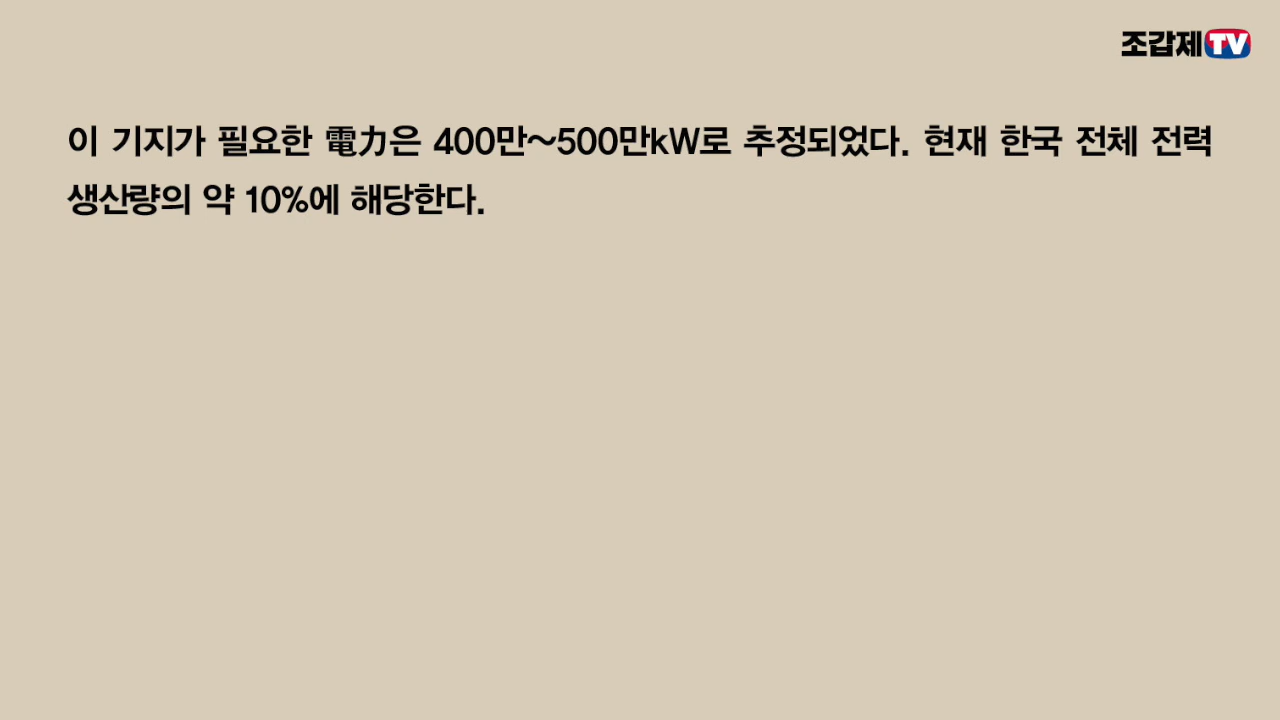 조갑제TV
이 기지가 필요한 電力은 400만~500만kW로 추정되었다. 현재 한국 전체 전력
생산량의 약 10%에 해당한다.